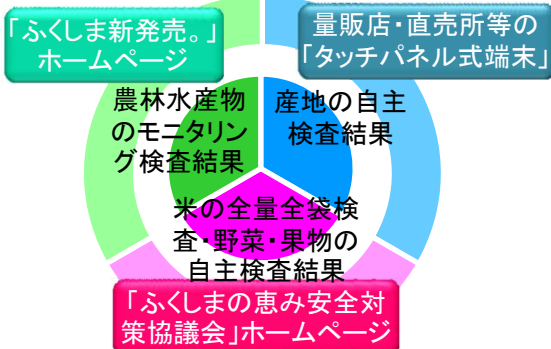 「ふくしま新発売。」
ホームページ
量販店・直売所等の
「タッチパネル式端末」
農林水産物
のモニタリン
グ検査結果
産地の自主
検査結果
米の全量全袋検
査・野菜・果物の
自主検査結果
「ふくしまの恵み安全対
策協議会」ホームページ